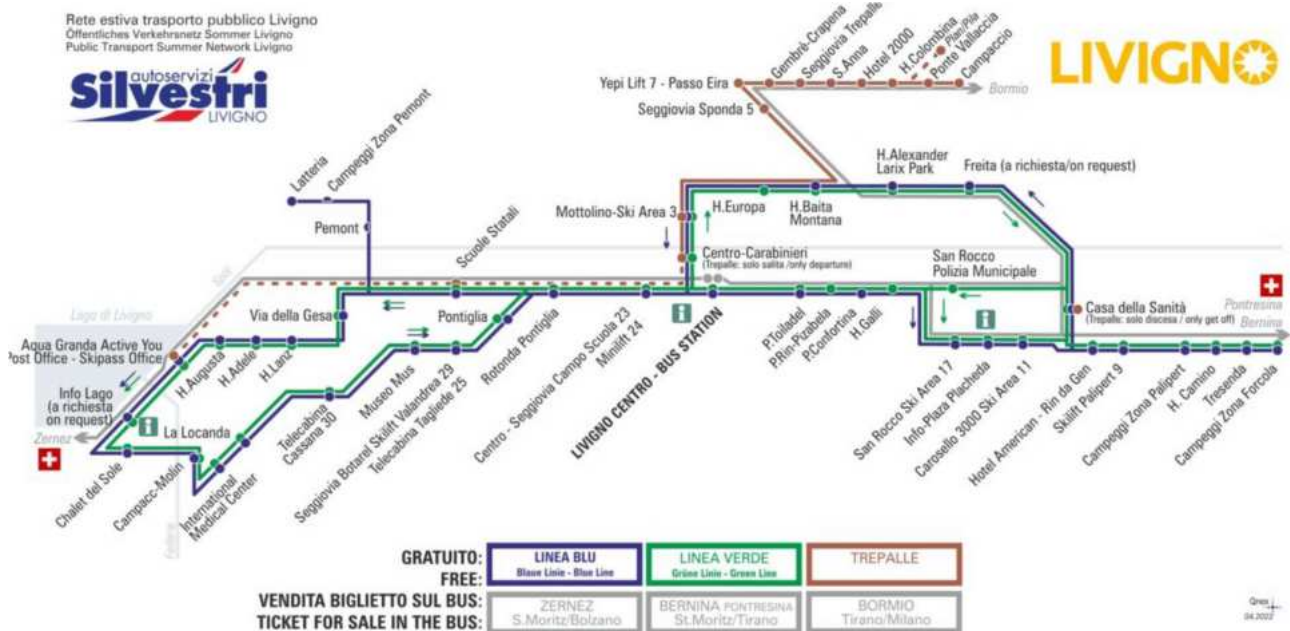 Rete estiva trasporto pubblico Livigno
Öffentliches Verkehrsnetz Sommer Livigno
Public Transport Summer Network Livigno
autoservizi
Silvestri
LIVIGNO
LIVIGNO
Gembrè-Crapena
Seggiovia Trepalle
S.Anna
Hotel 2000
H.Colombina
Plan/Pila
Ponte Vallaccia
Campaccio
Yepi Lift 7 - Passo Eira
Bormio
Seggiovia Sponda 5
Latteria
Campeggi Zona Pemont
Pemont
Scuole Statali
Mottolino-Ski Area 3
H.Europa
H.Baita
Montana
H.Alexander
Larix Park
Freita (a richiesta/on request)
Centro-Carabinieri
(Trepalle: solo salita /only departure)
San Rocco
Polizia Municipale
Lago di Livigno
Via della Gesa
Pontiglia
Casa della Sanità
(Trepalle: solo discesa / only get off)
Pontresina
Bernina
Aqua Granda Active You
Post Office - Skipass Office
Info Lago
(a richiesta
on request)
Zernez
H.Augusta
H.Adele
H.Lanz
La Locanda
Chalet del Sole
Campacc-Molin
International
Medical Center
Telecabina
Cassana 30
Museo Mus
Seggiovia Botarel Skilift Valandrea 29
Telecabina Tagliede 25
Rotonda Pontiglia
Centro - Seggiovia Campo Scuola 23
Minilift 24
LIVIGNO CENTRO - BUS STATION
P.Toiladel
P.Rin-Pizabela
P.Confortina
H.Galli
San Rocco Ski Area 17
Info-Plaza Placheda
Carosello 3000 Ski Area 11
Hotel American - Rin da Gen
Skilift Palipert 9
Campeggi Zona Palipert
H. Camino
Tresenda
Campeggi Zona Forcola
GRATUITO:
FREE:
LINEA BLU
Blaue Linie - Blue Line
LINEA VERDE
Grüne Linie - Green Line
TREPALLE
VENDITA BIGLIETTO SUL BUS:
TICKET FOR SALE IN THE BUS:
ZERNEZ
S.Moritz/Bolzano
BERNINA PONTRESINA
St.Moritz/Tirano
BORMIO
Tirano/Milano
04.2022